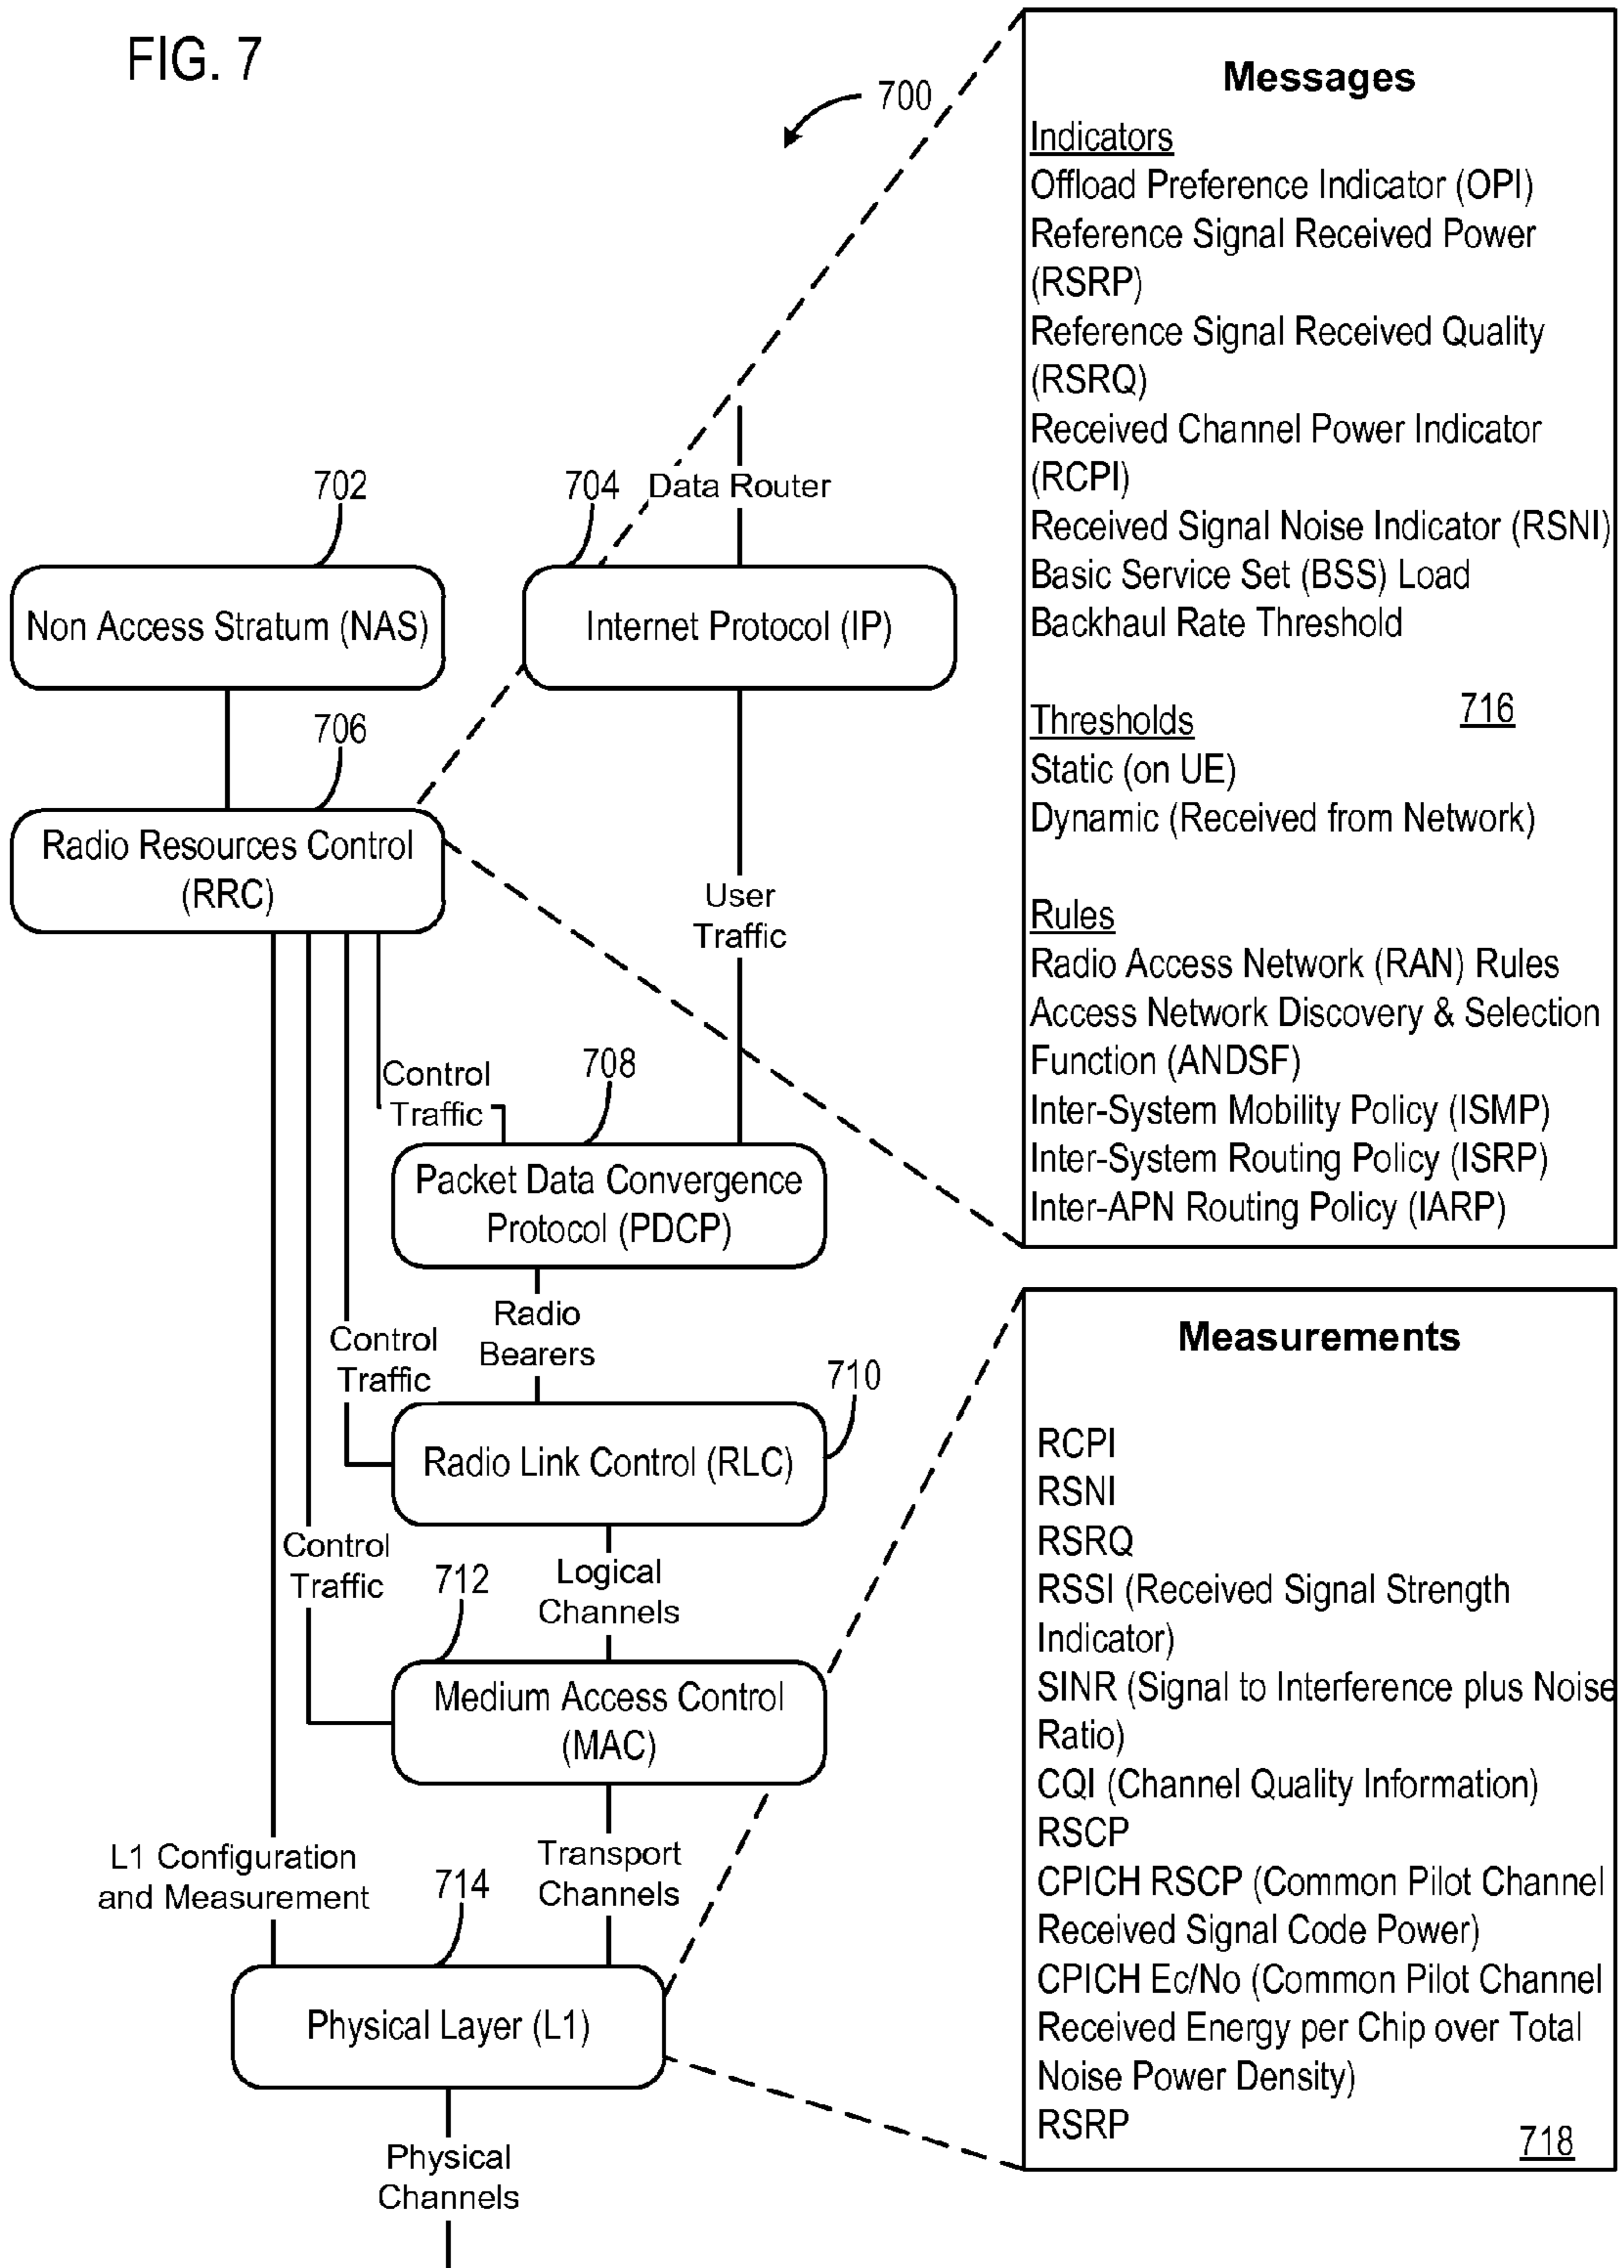 FIG. 7
700
702
704
Data Router
Non Access Stratum (NAS)
Internet Protocol (IP)
706
Radio Resources Control
(RRC)
User
Traffic
Control
Traffic
708
Packet Data Convergence
Protocol (PDCP)
Radio
Bearers
Control
Traffic
710
Radio Link Control (RLC)
Control
Traffic
712
Logical
Channels
Medium Access Control
(MAC)
L1 Configuration
and Measurement
714
Transport
Channels
Physical Layer (L1)
Physical
Channels
Messages
Indicators
Offload Preference Indicator (OPI)
Reference Signal Received Power
(RSRP)
Reference Signal Received Quality
(RSRQ)
Received Channel Power Indicator
(RCPI)
Received Signal Noise Indicator (RSNI)
Basic Service Set (BSS) Load
Backhaul Rate Threshold
Thresholds
716
Static (on UE)
Dynamic (Received from Network)
Rules
Radio Access Network (RAN) Rules
Access Network Discovery & Selection
Function (ANDSF)
Inter-System Mobility Policy (ISMP)
Inter-System Routing Policy (ISRP)
Inter-APN Routing Policy (IARP)
Measurements
RCPI
RSNI
RSRQ
RSSI (Received Signal Strength
Indicator)
SINR (Signal to Interference plus Noise
Ratio)
CQI (Channel Quality Information)
RSCP
CPICH RSCP (Common Pilot Channel
Received Signal Code Power)
CPICH Ec/No (Common Pilot Channel
Received Energy per Chip over Total
Noise Power Density)
RSRP
718